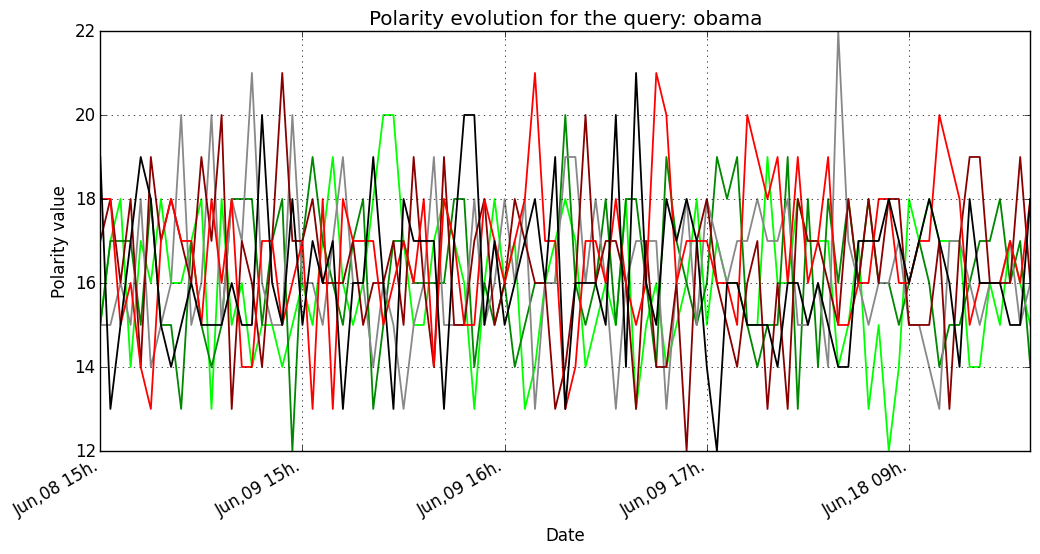 Polarity evolution for the query: obama
22
20
18
16
14
12
Polarity value
Jun,08 15h.
Jun,09 15h.
Jun,09 16h.
Jun,09 17h.
Jun,18 09h.
Date